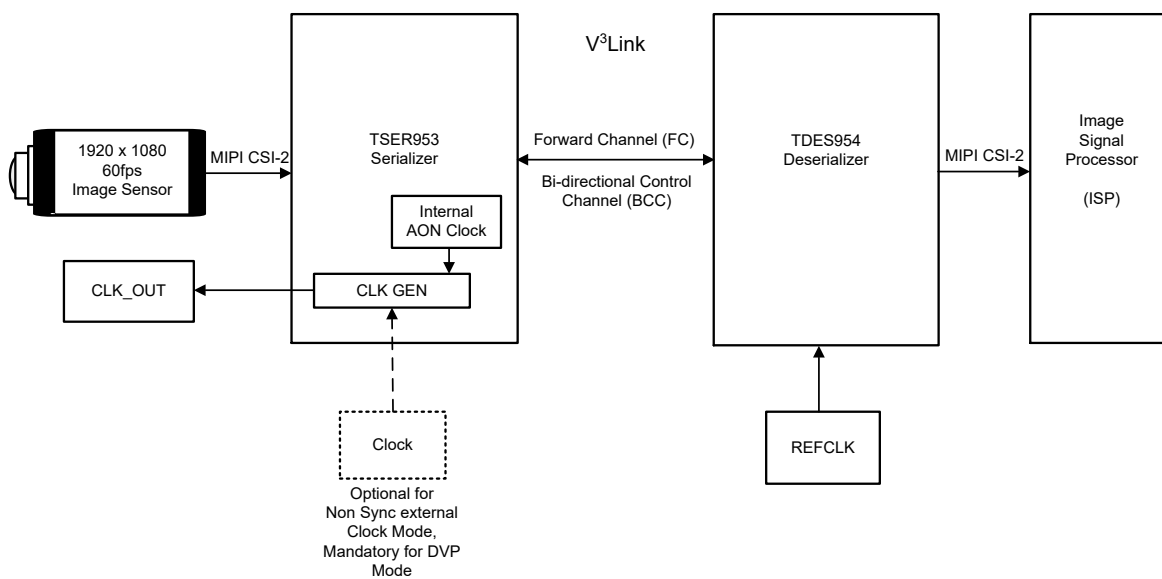 V³Link
1920 x 1080
60fps
Image Sensor
MIPI CSI-2
TSER953
Serializer
Forward Channel (FC)
Bi-directional Control
Channel (BCC)
TDES954
Deserializer
MIPI CSI-2
Image
Signal
Processor
(ISP)
Internal
AON Clock
CLK_OUT
CLK GEN
Clock
Optional for
Non Sync external
Clock Mode,
Mandatory for DVP
Mode
REFCLK